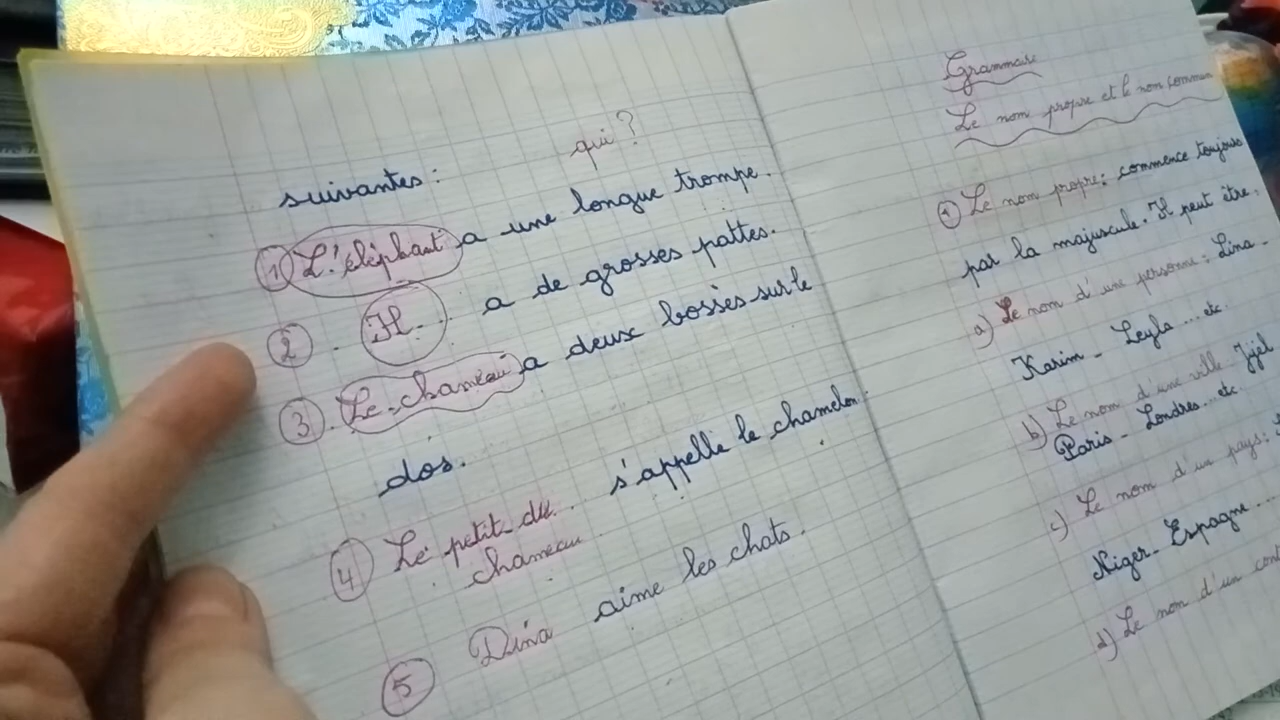 qui ?
suivantes :
① L'éléphant a une longue trompe.
② . Il . a de grosses pattes.
③ . Le chameau a deux bosses sur le
dos.
④ Le petit du . s'appelle le chamelon.
chameau
⑤ Dina aime les chats.
Grammaire
Le nom propre et le nom commun
① Le nom propre : commence toujours
par la majuscule. Il peut être.
a) Le nom d'une personne : Lina -
Karim - Leyla ... etc.
b) Le nom d'une ville Jijel
Paris - Londres .. etc.
c) Le nom d'un pays :
Niger - Espagne ...
d) Le nom d'un cont